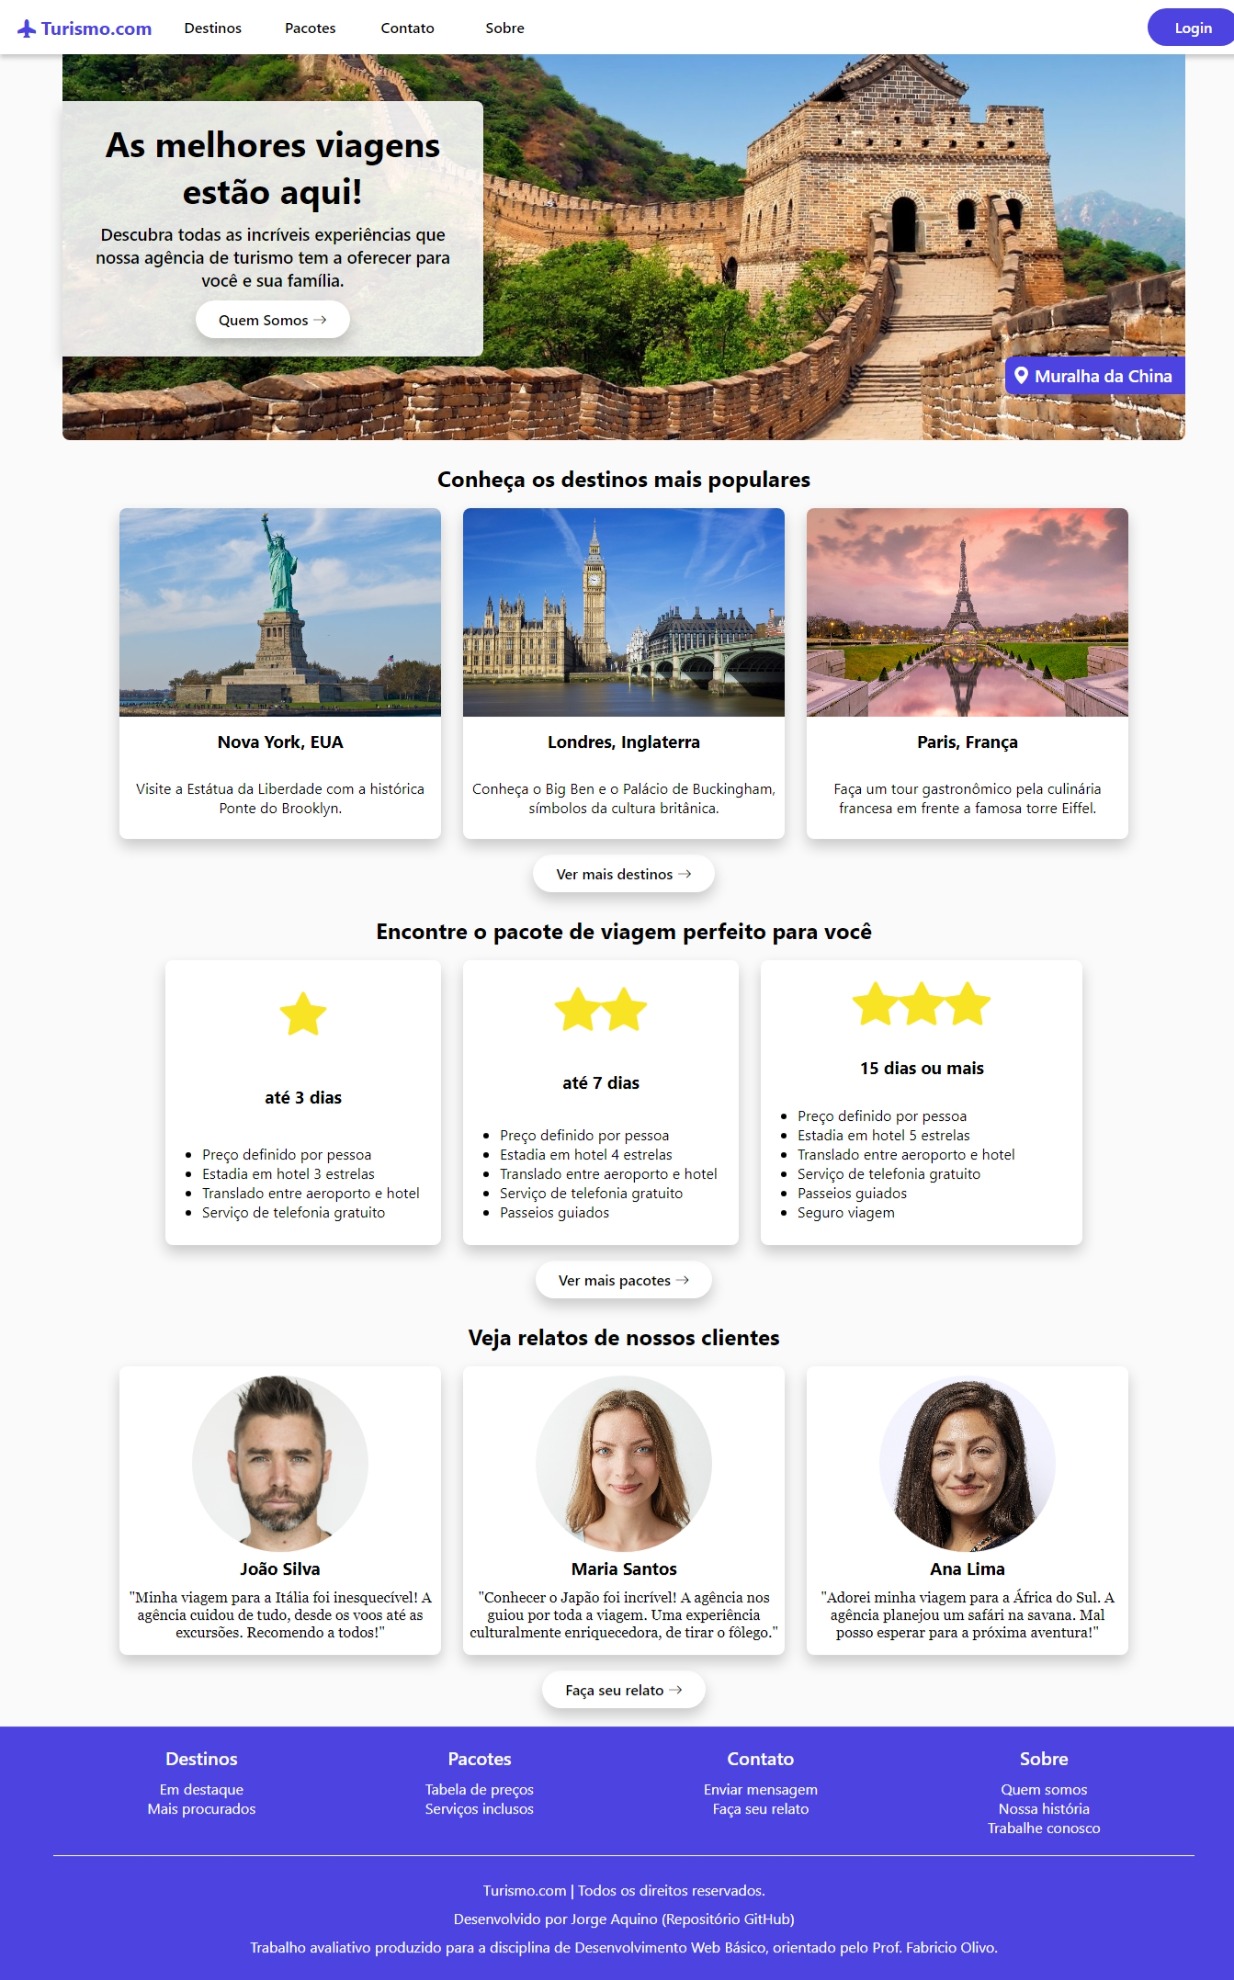 Turismo.com
Destinos
Pacotes
Contato
Sobre
Login
As melhores viagens
estão aqui!
Descubra todas as incríveis experiências que
nossa agência de turismo tem a oferecer para
você e sua família.
Quem Somos →
Muralha da China
Conheça os destinos mais populares
Nova York, EUA
Visite a Estátua da Liberdade com a histórica
Ponte do Brooklyn.
Londres, Inglaterra
Conheça o Big Ben e o Palácio de Buckingham,
símbolos da cultura britânica.
Paris, França
Faça um tour gastronômico pela culinária
francesa em frente a famosa torre Eiffel.
Ver mais destinos →
Encontre o pacote de viagem perfeito para você
até 3 dias
• Preço definido por pessoa
• Estadia em hotel 3 estrelas
• Translado entre aeroporto e hotel
• Serviço de telefonia gratuito
até 7 dias
• Preço definido por pessoa
• Estadia em hotel 4 estrelas
• Translado entre aeroporto e hotel
• Serviço de telefonia gratuito
• Passeios guiados
15 dias ou mais
• Preço definido por pessoa
• Estadia em hotel 5 estrelas
• Translado entre aeroporto e hotel
• Serviço de telefonia gratuito
• Passeios guiados
• Seguro viagem
Ver mais pacotes →
Veja relatos de nossos clientes
João Silva
"Minha viagem para a Itália foi inesquecível! A
agência cuidou de tudo, desde os voos até as
excursões. Recomendo a todos!"
Maria Santos
"Conhecer o Japão foi incrível! A agência nos
guiou por toda a viagem. Uma experiência
culturalmente enriquecedora, de tirar o fôlego."
Ana Lima
"Adorei minha viagem para a África do Sul. A
agência planejou um safári na savana. Mal
posso esperar para a próxima aventura!"
Faça seu relato →
Destinos
Em destaque
Mais procurados
Pacotes
Tabela de preços
Serviços inclusos
Contato
Enviar mensagem
Faça seu relato
Sobre
Quem somos
Nossa história
Trabalhe conosco
Turismo.com | Todos os direitos reservados.
Desenvolvido por Jorge Aquino (Repositório GitHub)
Trabalho avaliativo produzido para a disciplina de Desenvolvimento Web Básico, orientado pelo Prof. Fabricio Olivo.